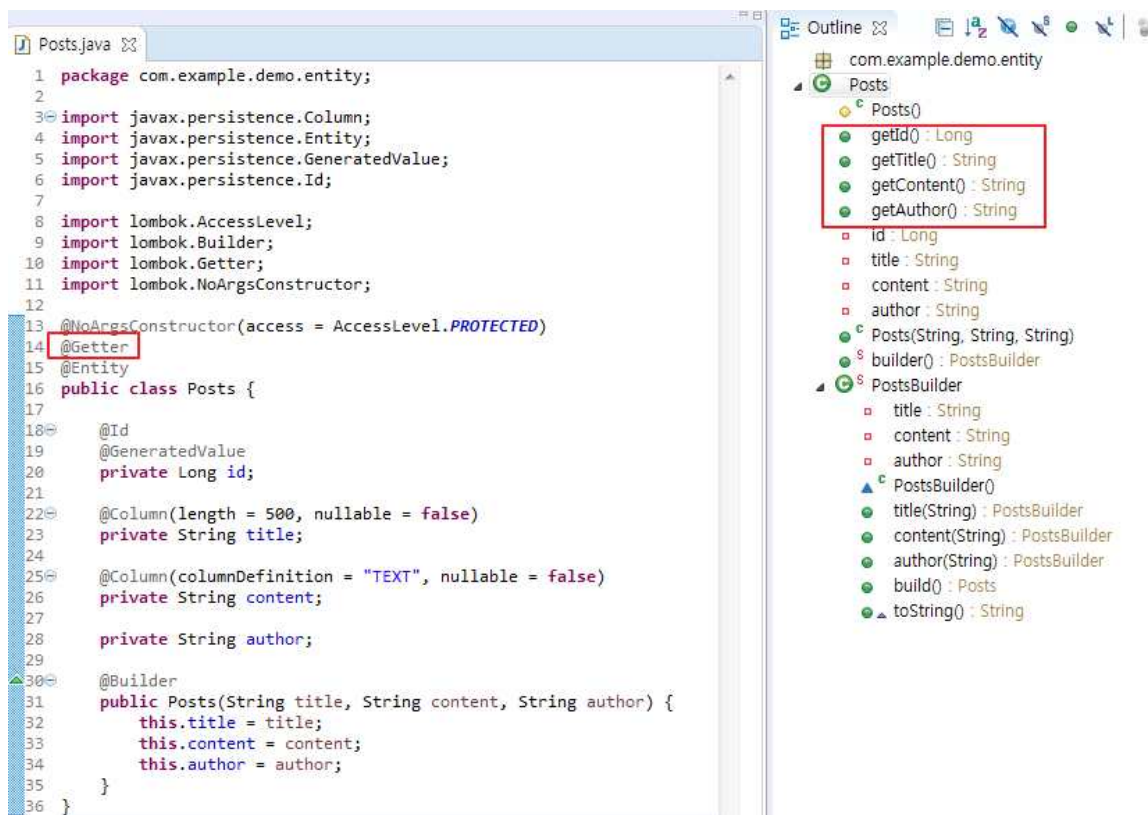 Posts.java
1 package com.example.demo.entity;
2
3 import javax.persistence.Column;
4 import javax.persistence.Entity;
5 import javax.persistence.GeneratedValue;
6 import javax.persistence.Id;
7
8 import lombok.AccessLevel;
9 import lombok.Builder;
10 import lombok.Getter;
11 import lombok.NoArgsConstructor;
12
13 @NoArgsConstructor(access = AccessLevel.PROTECTED)
14 @Getter
15 @Entity
16 public class Posts {
17
18 @Id
19 @GeneratedValue
20 private Long id;
21
22 @Column(length = 500, nullable = false)
23 private String title;
24
25 @Column(columnDefinition = "TEXT", nullable = false)
26 private String content;
27
28 private String author;
29
30 @Builder
31 public Posts(String title, String content, String author) {
32 this.title = title;
33 this.content = content;
34 this.author = author;
35 }
36 }
Outline
com.example.demo.entity
Posts
C Posts()
getId() : Long
getTitle() : String
getContent() : String
getAuthor() : String
id : Long
title : String
content : String
author : String
C Posts(String, String, String)
S builder() : PostsBuilder
S PostsBuilder
title : String
content : String
author : String
C PostsBuilder()
title(String) : PostsBuilder
content(String) : PostsBuilder
author(String) : PostsBuilder
build() : Posts
toString() : String